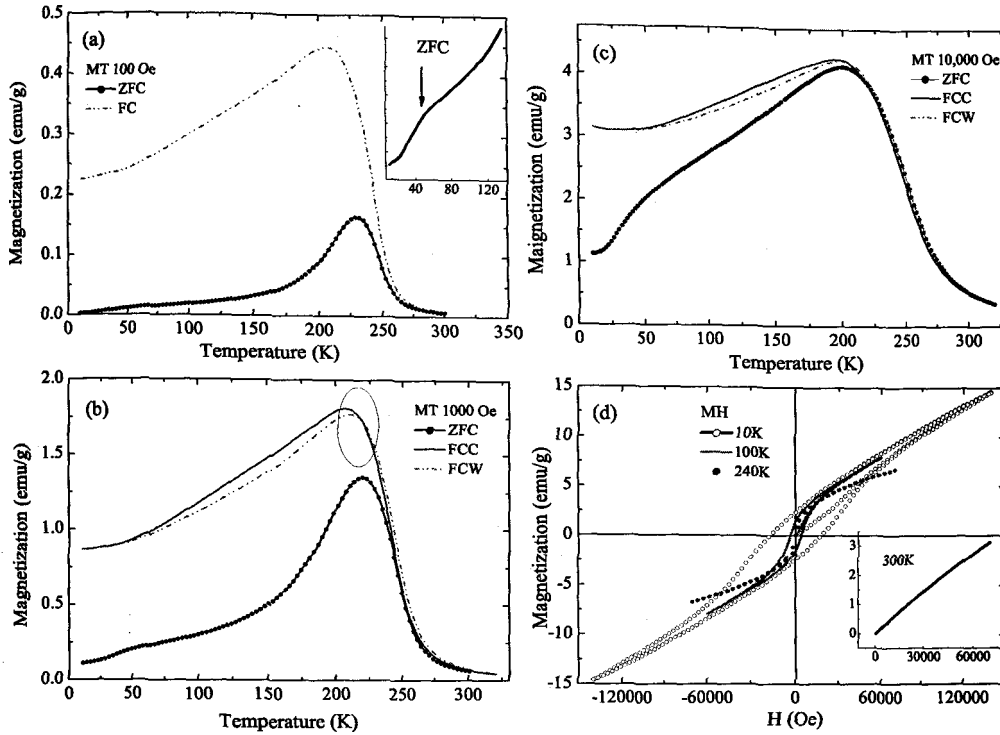 (a)
MT 100 Oe
ZFC
FC
ZFC
40 80 120
0.5
0.4
0.3
0.2
0.1
0.0
0 50 100 150 200 250 300 350
Magnetization (emu/g)
Temperature (K)
(c)
MT 10,000 Oe
ZFC
FCC
FCW
4
3
2
1
0
0 50 100 150 200 250 300
Maignetization (emu/g)
Temperature (K)
(b)
MT 1000 Oe
ZFC
FCC
FCW
2.0
1.5
1.0
0.5
0.0
0 50 100 150 200 250 300
Magnetization (emu/g)
Temperature (K)
(d)
MH
10K
100K
240K
15
10
5
0
-5
-10
-15
-120000 -60000 0 60000 120000
Magnetization (emu/g)
H (Oe)
300K
3
2
1
0
0 30000 60000